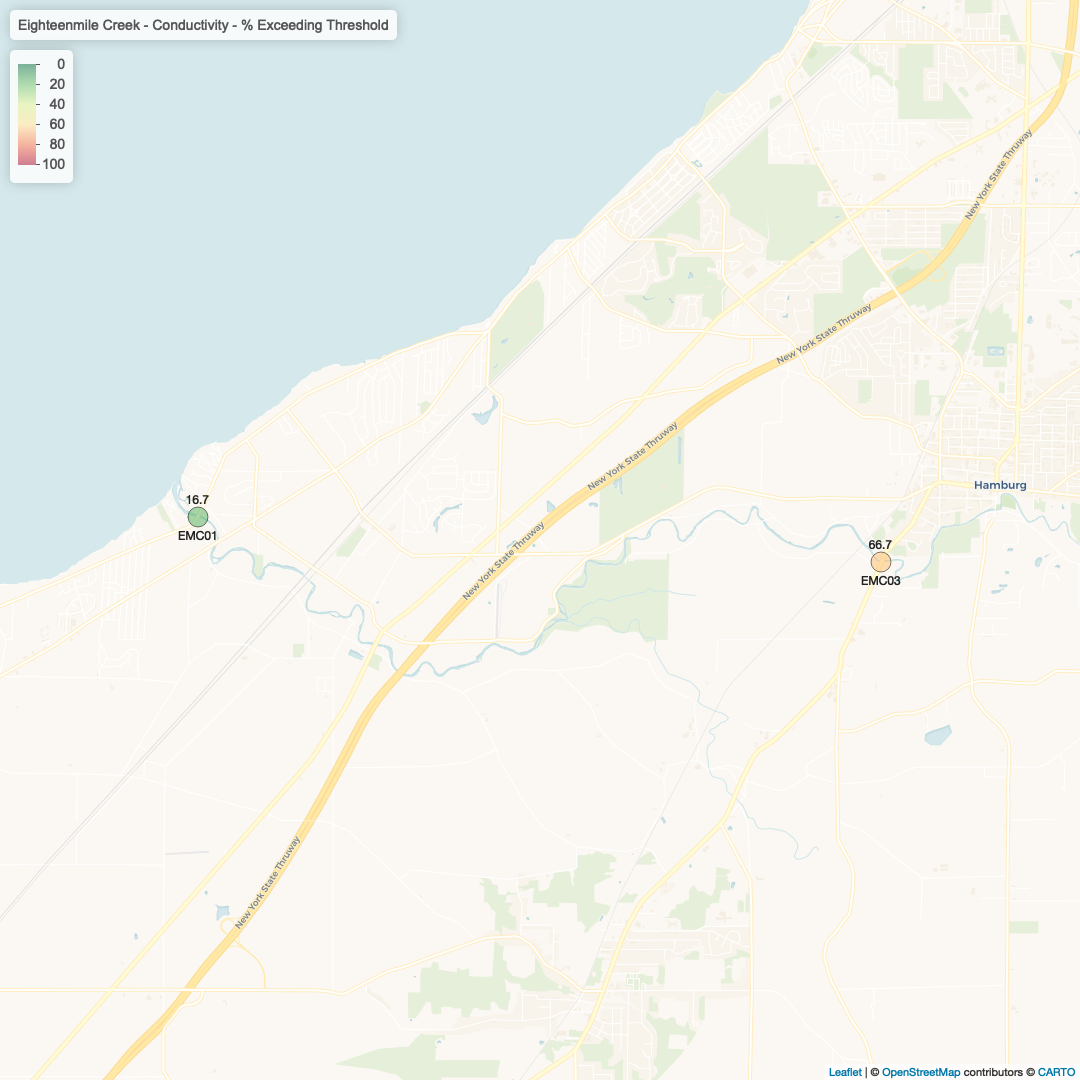 Eighteenmile Creek - Conductivity - % Exceeding Threshold
0
20
40
60
80
100
New York State Thruway
New York State Thruway
New York State Thruway
Hamburg
16.7
EMC01
New York State Thruway
66.7
EMC03
New York State Thruway
Leaflet | © OpenStreetMap contributors © CARTO